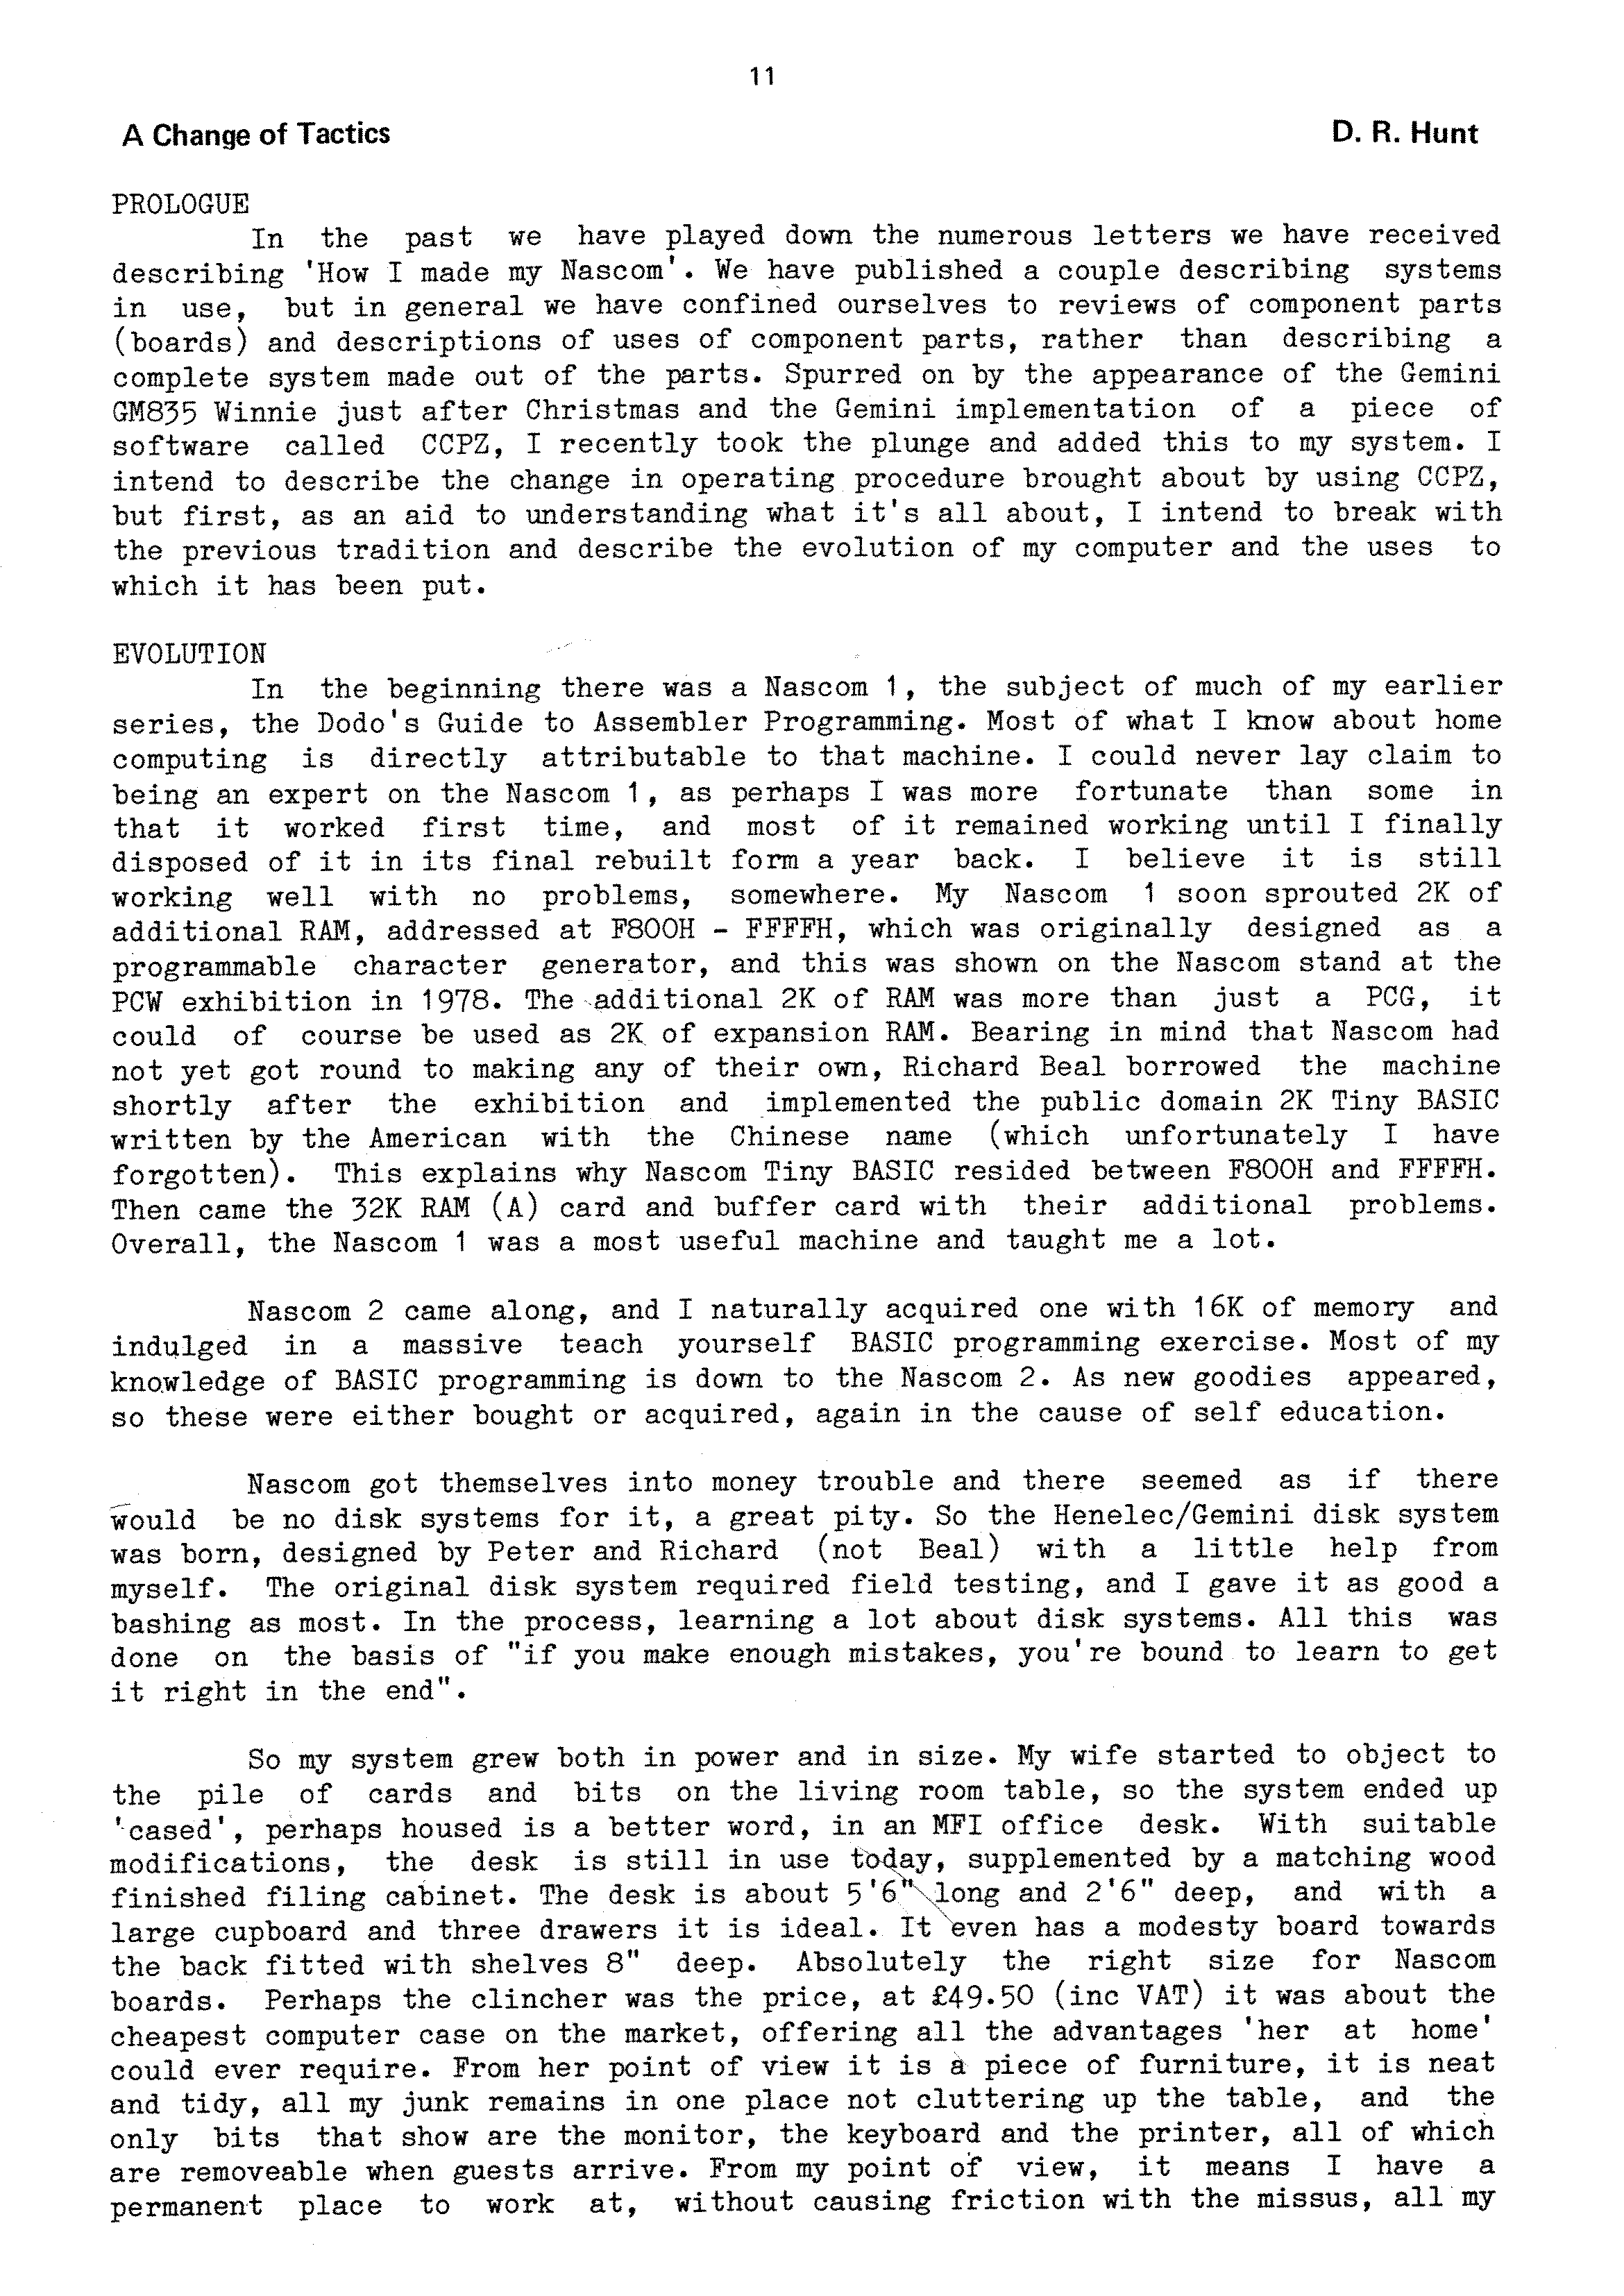 11
A Change of Tactics D. R. Hunt
PROLOGUE
In the past we have played down the numerous letters we have received
describing 'How I made my Nascom'. We have published a couple describing systems
in use, but in general we have confined ourselves to reviews of component parts
(boards) and descriptions of uses of component parts, rather than describing a
complete system made out of the parts. Spurred on by the appearance of the Gemini
GM835 Winnie just after Christmas and the Gemini implementation of a piece of
software called CCPZ, I recently took the plunge and added this to my system. I
intend to describe the change in operating procedure brought about by using CCPZ,
but first, as an aid to understanding what it's all about, I intend to break with
the previous tradition and describe the evolution of my computer and the uses to
which it has been put.
EVOLUTION
In the beginning there was a Nascom 1, the subject of much of my earlier
series, the Dodo's Guide to Assembler Programming. Most of what I know about home
computing is directly attributable to that machine. I could never lay claim to
being an expert on the Nascom 1, as perhaps I was more fortunate than some in
that it worked first time, and most of it remained working until I finally
disposed of it in its final rebuilt form a year back. I believe it is still
working well with no problems, somewhere. My Nascom 1 soon sprouted 2K of
additional RAM, addressed at F800H - FFFFH, which was originally designed as a
programmable character generator, and this was shown on the Nascom stand at the
PCW exhibition in 1978. The additional 2K of RAM was more than just a PCG, it
could of course be used as 2K of expansion RAM. Bearing in mind that Nascom had
not yet got round to making any of their own, Richard Beal borrowed the machine
shortly after the exhibition and implemented the public domain 2K Tiny BASIC
written by the American with the Chinese name (which unfortunately I have
forgotten). This explains why Nascom Tiny BASIC resided between F800H and FFFFH.
Then came the 32K RAM (A) card and buffer card with their additional problems.
Overall, the Nascom 1 was a most useful machine and taught me a lot.
Nascom 2 came along, and I naturally acquired one with 16K of memory and
indulged in a massive teach yourself BASIC programming exercise. Most of my
knowledge of BASIC programming is down to the Nascom 2. As new goodies appeared,
so these were either bought or acquired, again in the cause of self education.
Nascom got themselves into money trouble and there seemed as if there
would be no disk systems for it, a great pity. So the Henelec/Gemini disk system
was born, designed by Peter and Richard (not Beal) with a little help from
myself. The original disk system required field testing, and I gave it as good a
bashing as most. In the process, learning a lot about disk systems. All this was
done on the basis of "if you make enough mistakes, you're bound to learn to get
it right in the end".
So my system grew both in power and in size. My wife started to object to
the pile of cards and bits on the living room table, so the system ended up
'cased', perhaps housed is a better word, in an MFI office desk. With suitable
modifications, the desk is still in use today, supplemented by a matching wood
finished filing cabinet. The desk is about 5'6" long and 2'6" deep, and with a
large cupboard and three drawers it is ideal. It even has a modesty board towards
the back fitted with shelves 8" deep. Absolutely the right size for Nascom
boards. Perhaps the clincher was the price, at £49.50 (inc VAT) it was about the
cheapest computer case on the market, offering all the advantages 'her at home'
could ever require. From her point of view it is a piece of furniture, it is neat
and tidy, all my junk remains in one place not cluttering up the table, and the
only bits that show are the monitor, the keyboard and the printer, all of which
are removeable when guests arrive. From my point of view, it means I have a
permanent place to work at, without causing friction with the missus, all my